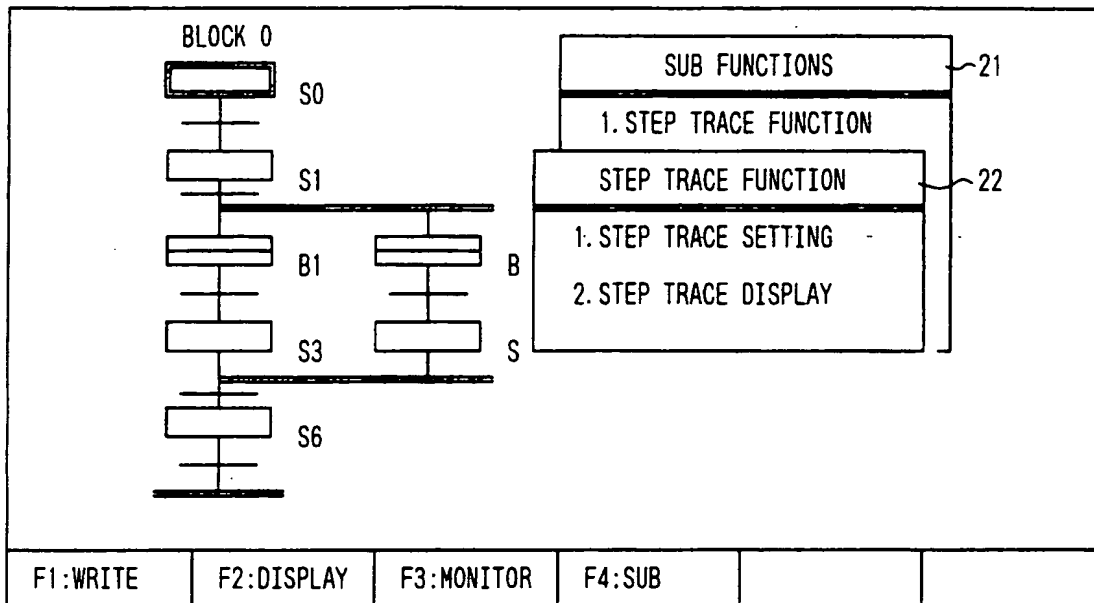 BLOCK 0
S0
S1
B1
B
S3
S
S6
SUB FUNCTIONS
21
1. STEP TRACE FUNCTION
STEP TRACE FUNCTION
22
1. STEP TRACE SETTING
2. STEP TRACE DISPLAY
F1:WRITE
F2:DISPLAY
F3:MONITOR
F4:SUB